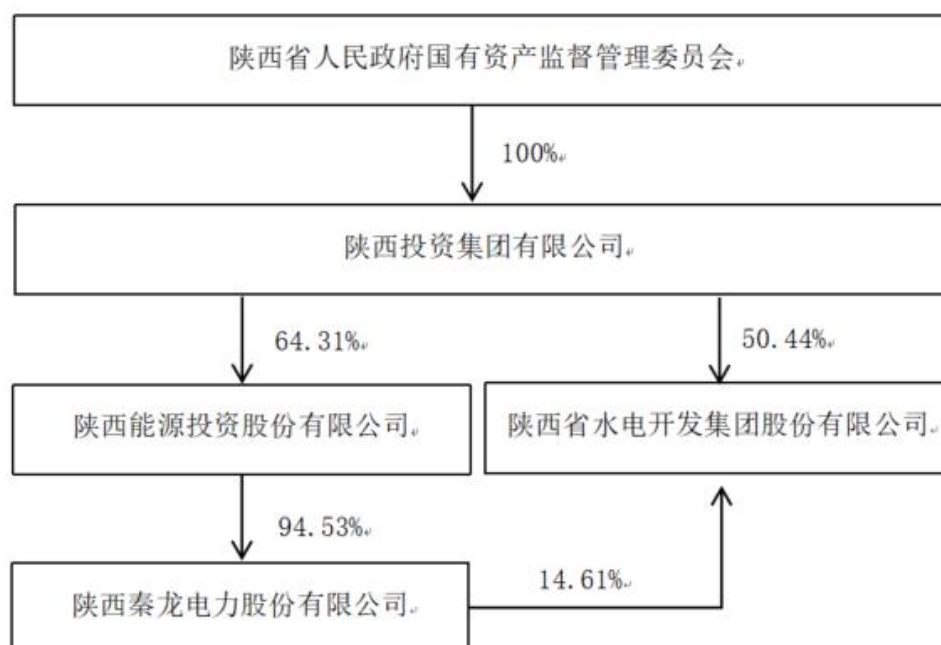 陕西省人民政府国有资产监督管理委员会
100%
陕西投资集团有限公司
64.31%
50.44%
陕西能源投资股份有限公司
陕西省水电开发集团股份有限公司
94.53%
14.61%
陕西秦龙电力股份有限公司